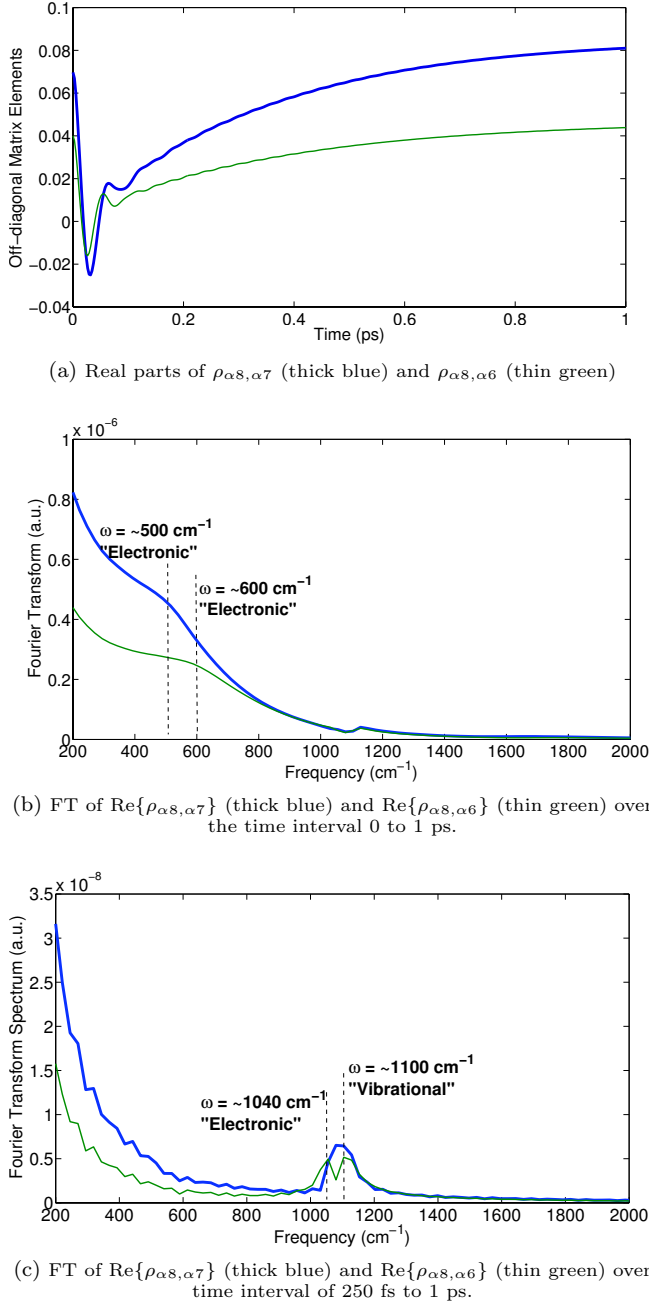 0.1
0.08
0.06
0.04
0.02
0
−0.02
−0.04
Off−diagonal Matrix Elements
0 0.2 0.4 0.6 0.8 1
Time (ps)
(a) Real parts of ρα8,α7 (thick blue) and ρα8,α6 (thin green)
x 10−6
1
0.8
0.6
0.4
0.2
0
Fourier Transform (a.u.)
ω = ~500 cm−1
"Electronic"
ω = ~600 cm−1
"Electronic"
200 400 600 800 1000 1200 1400 1600 1800 2000
Frequency (cm−1)
(b) FT of Re{ρα8,α7} (thick blue) and Re{ρα8,α6} (thin green) over
the time interval 0 to 1 ps.
x 10−8
3.5
3
2.5
2
1.5
1
0.5
0
Fourier Transform Spectrum (a.u.)
ω = ~1100 cm−1
"Vibrational"
ω = ~1040 cm−1
"Electronic"
200 400 600 800 1000 1200 1400 1600 1800 2000
Frequency (cm−1)
(c) FT of Re{ρα8,α7} (thick blue) and Re{ρα8,α6} (thin green) over
time interval of 250 fs to 1 ps.